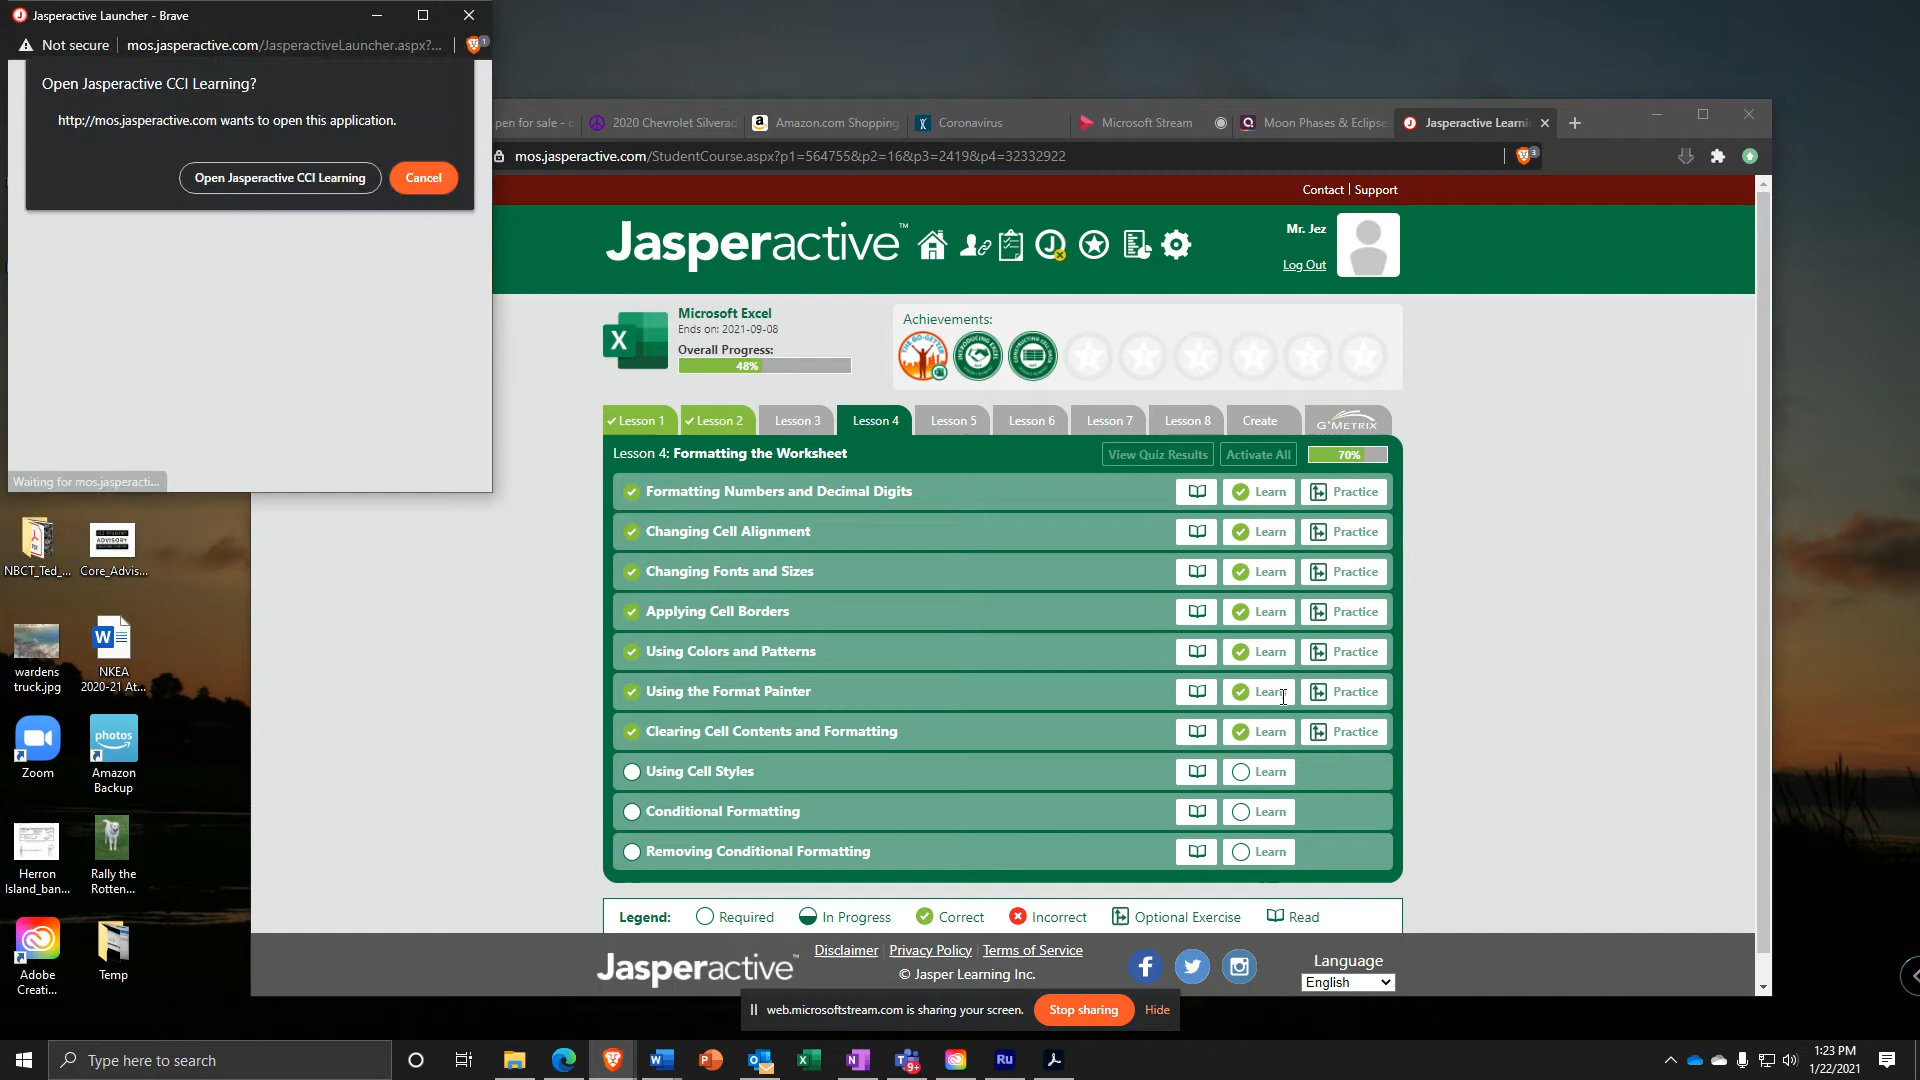 Jasperactive Launcher - Brave
Not secure
mos.jasperactive.com/JasperactiveLauncher.aspx?...
1
Open Jasperactive CCI Learning?
http://mos.jasperactive.com wants to open this application.
Open Jasperactive CCI Learning
Cancel
Waiting for mos.jasperacti...
pen for sale - c
2020 Chevrolet Silverad
Amazon.com Shopping
Coronavirus
Microsoft Stream
Moon Phases & Eclipse
Jasperactive Learni
mos.jasperactive.com/StudentCourse.aspx?p1=564755&p2=16&p3=2419&p4=32332922
3
Contact | Support
Jasperactive™
Mr. Jez
Log Out
Microsoft Excel
Ends on: 2021-09-08
Overall Progress:
48%
Achievements:
Lesson 1
Lesson 2
Lesson 3
Lesson 4
Lesson 5
Lesson 6
Lesson 7
Lesson 8
Create
G*METRIX
Lesson 4: Formatting the Worksheet
View Quiz Results
Activate All
70%
Formatting Numbers and Decimal Digits
Learn
Practice
Changing Cell Alignment
Learn
Practice
Changing Fonts and Sizes
Learn
Practice
Applying Cell Borders
Learn
Practice
Using Colors and Patterns
Learn
Practice
Using the Format Painter
Learn
Practice
Clearing Cell Contents and Formatting
Learn
Practice
Using Cell Styles
Learn
Conditional Formatting
Learn
Removing Conditional Formatting
Learn
Legend:
Required
In Progress
Correct
Incorrect
Optional Exercise
Read
Jasperactive™
Disclaimer | Privacy Policy | Terms of Service
© Jasper Learning Inc.
Language
English
web.microsoftstream.com is sharing your screen.
Stop sharing
Hide
NBCT_Ted_...
Core_Advis...
wardens
truck.jpg
NKEA
2020-21 At...
Zoom
photos
Amazon
Backup
Herron
Island_ban...
Rally the
Rotten...
Adobe
Creati...
Temp
Type here to search
Ru
9+
1:23 PM
1/22/2021